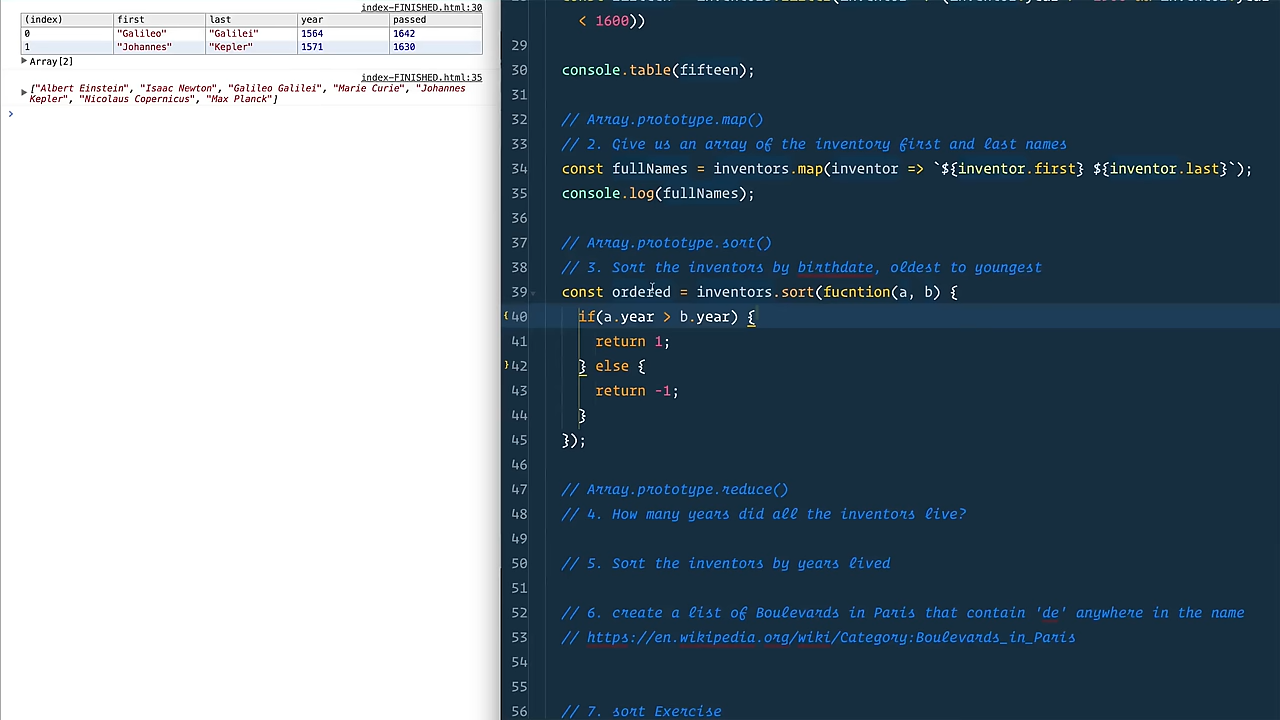 index-FINISHED.html:30
(index) first last year passed
0 "Galileo" "Galilei" 1564 1642
1 "Johannes" "Kepler" 1571 1630
Array[2]
index-FINISHED.html:35
["Albert Einstein", "Isaac Newton", "Galileo Galilei", "Marie Curie", "Johannes
Kepler", "Nicolaus Copernicus", "Max Planck"]
< 1600))
29
30 console.table(fifteen);
31
32 // Array.prototype.map()
33 // 2. Give us an array of the inventory first and last names
34 const fullNames = inventors.map(inventor => `${inventor.first} ${inventor.last}`);
35 console.log(fullNames);
36
37 // Array.prototype.sort()
38 // 3. Sort the inventors by birthdate, oldest to youngest
39 const ordered = inventors.sort(fucntion(a, b) {
40 if(a.year > b.year) {
41 return 1;
42 } else {
43 return -1;
44 }
45 });
46
47 // Array.prototype.reduce()
48 // 4. How many years did all the inventors live?
49
50 // 5. Sort the inventors by years lived
51
52 // 6. create a list of Boulevards in Paris that contain 'de' anywhere in the name
53 // https://en.wikipedia.org/wiki/Category:Boulevards_in_Paris
54
55
56 // 7. sort Exercise